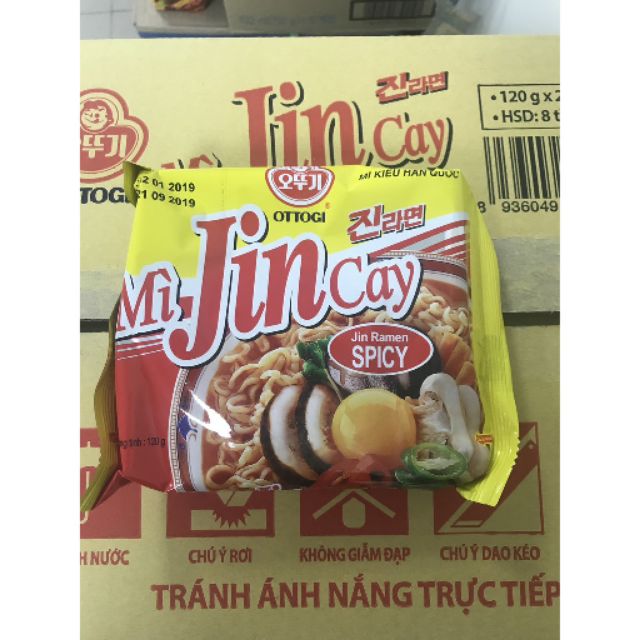 진라면
Jin Cay
오뚜기
OTTOGI
• 120 g x 2
• HSD: 8 t
8 936049
2 01 2019
21 09 2019
오뚜기
OTTOGI
MÌ KIỂU HÀN QUỐC
진라면
Mì Jin Cay
Jin Ramen
SPICY
tịnh : 120 g
NƯỚC
CHÚ Ý RƠI
KHÔNG GIẪM ĐẠP
CHÚ Ý DAO KÉO
TRÁNH ÁNH NẮNG TRỰC TIẾP